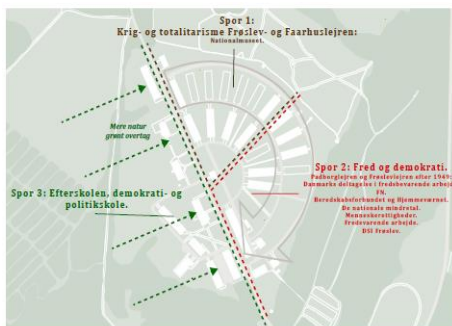 Spor 1:
Krig- og totalitarisme Frøslev- og Faarhuslejren:
Nationalmuseet.
Mere natur
grønt overtag
Spor 2: Fred og demokrati.
Padborglejren og Frøslevlejren efter 1949:
Danmarks deltagelse i fredsbevarende arbejde
FN.
Beredskabsforbundet og Hjemmeværnet.
De nationale mindretal.
Menneskerettigheder.
Fredsvarende arbejde.
DSI Frøslev.
Spor 3: Efterskolen, demokrati- og
politikskole.